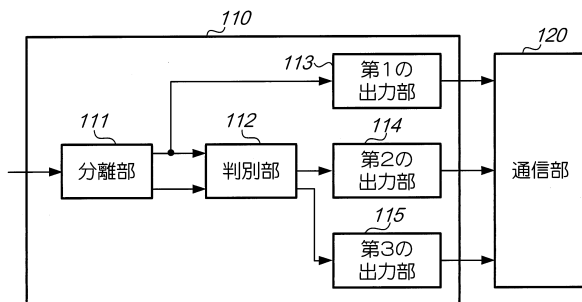 110
120
113
第1の
出力部
111
112
114
分離部
判別部
第2の
出力部
通信部
115
第3の
出力部